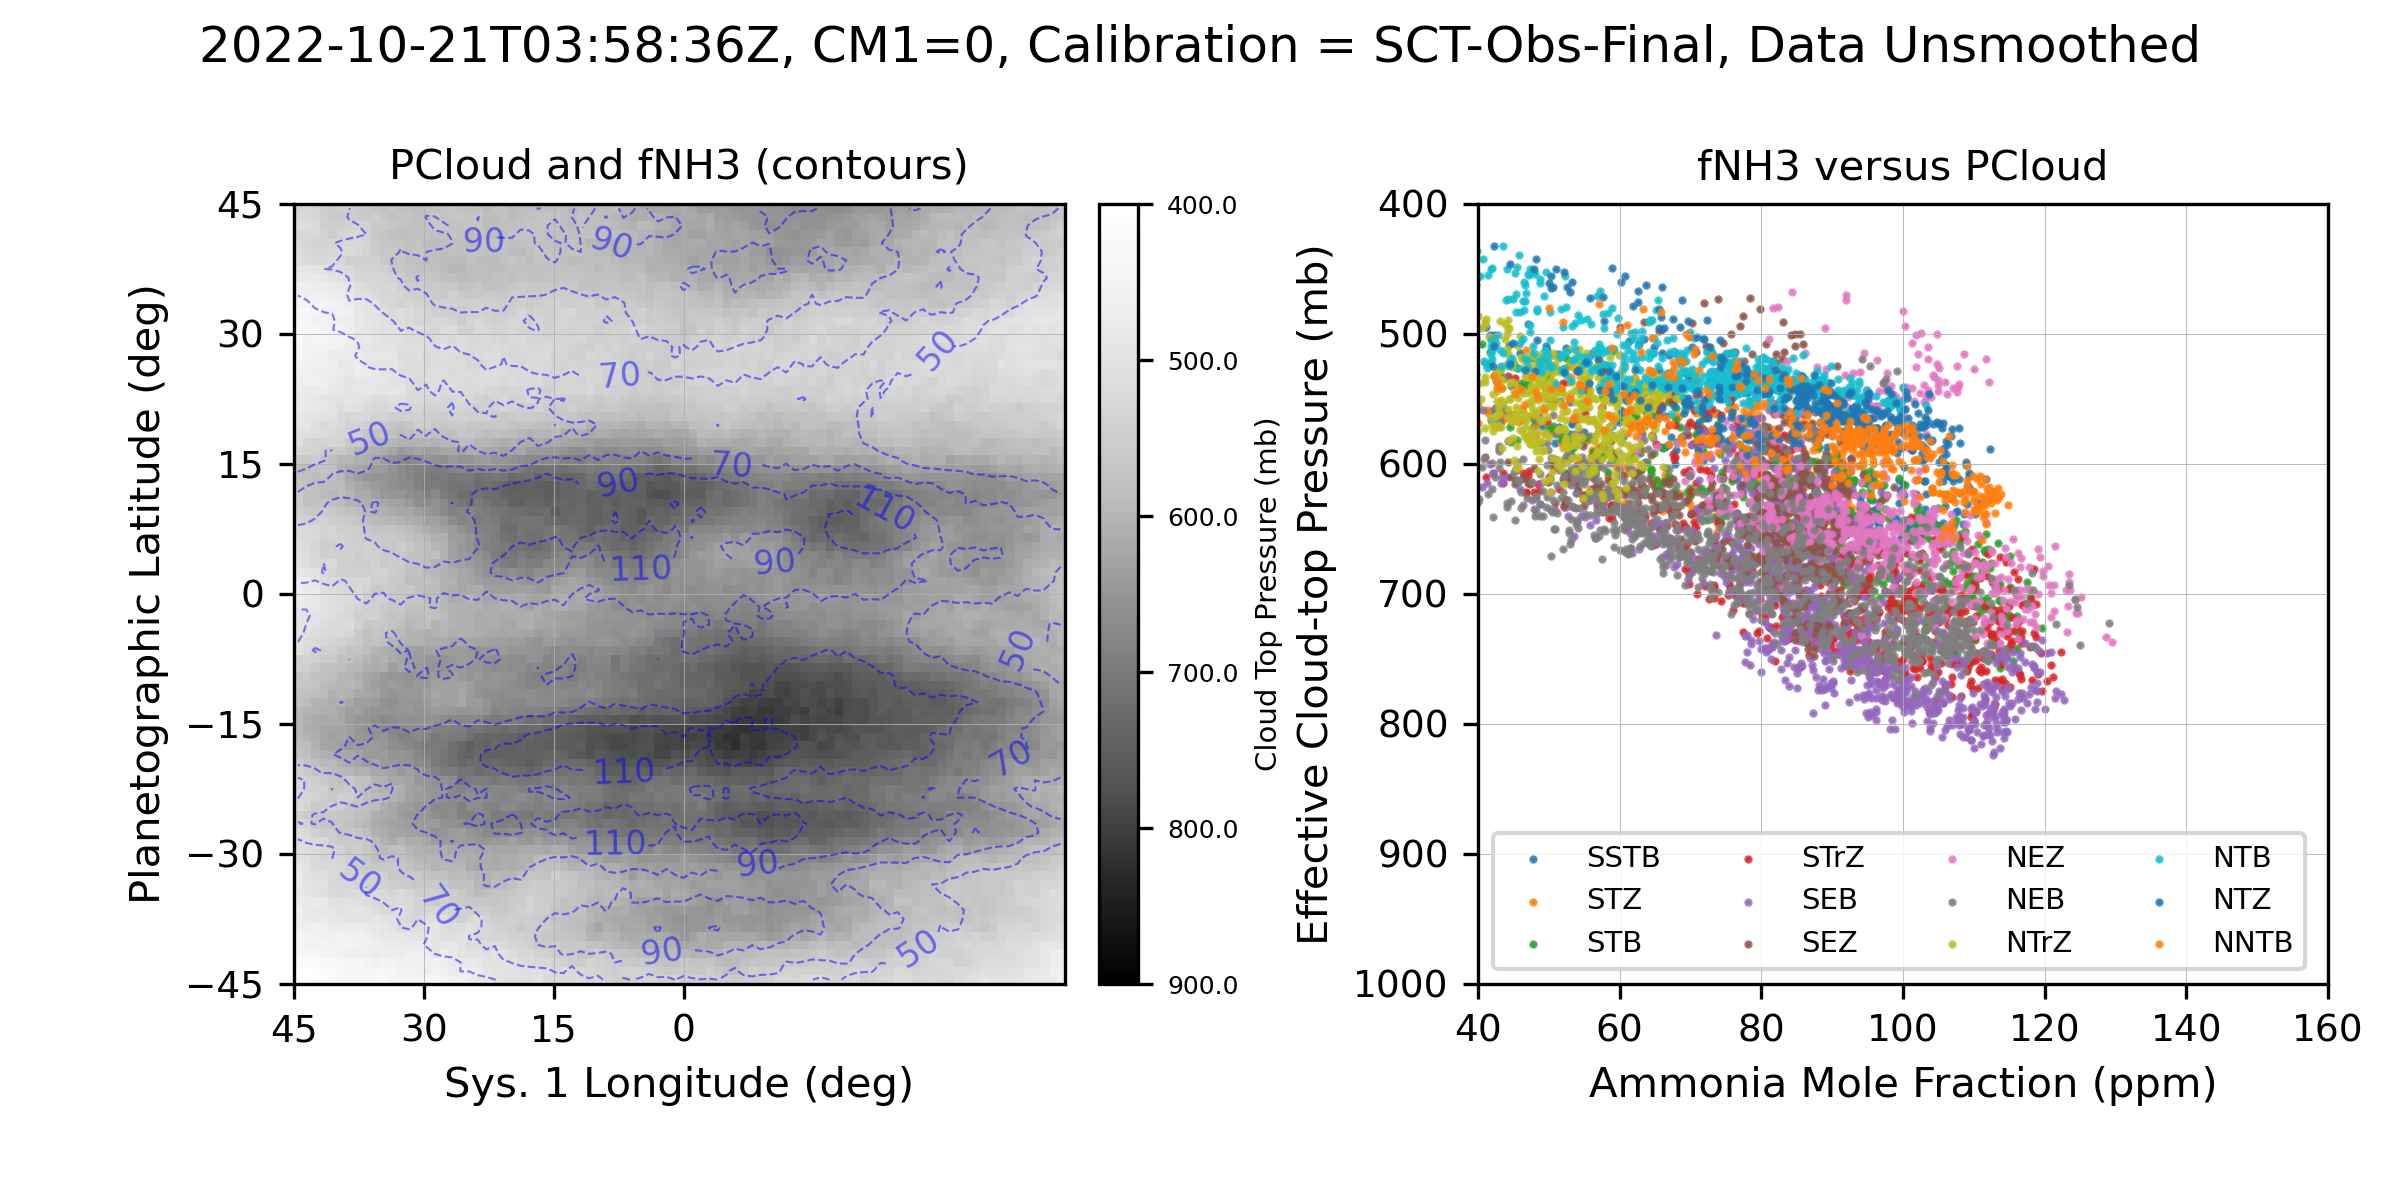 2022-10-21T03:58:36Z, CM1=0, Calibration = SCT-Obs-Final, Data Unsmoothed
PCloud and fNH3 (contours)
45
30
15
0
−15
−30
−45
45
30
15
0
Planetographic Latitude (deg)
Sys. 1 Longitude (deg)
90
90
50
70
50
70
90
110
110
90
50
70
110
110
90
50
70
90
50
400.0
500.0
600.0
700.0
800.0
900.0
Cloud Top Pressure (mb)
fNH3 versus PCloud
400
500
600
700
800
900
1000
40
60
80
100
120
140
160
Effective Cloud-top Pressure (mb)
Ammonia Mole Fraction (ppm)
SSTB
STZ
STB
STrZ
SEB
SEZ
NEZ
NEB
NTrZ
NTB
NTZ
NNTB